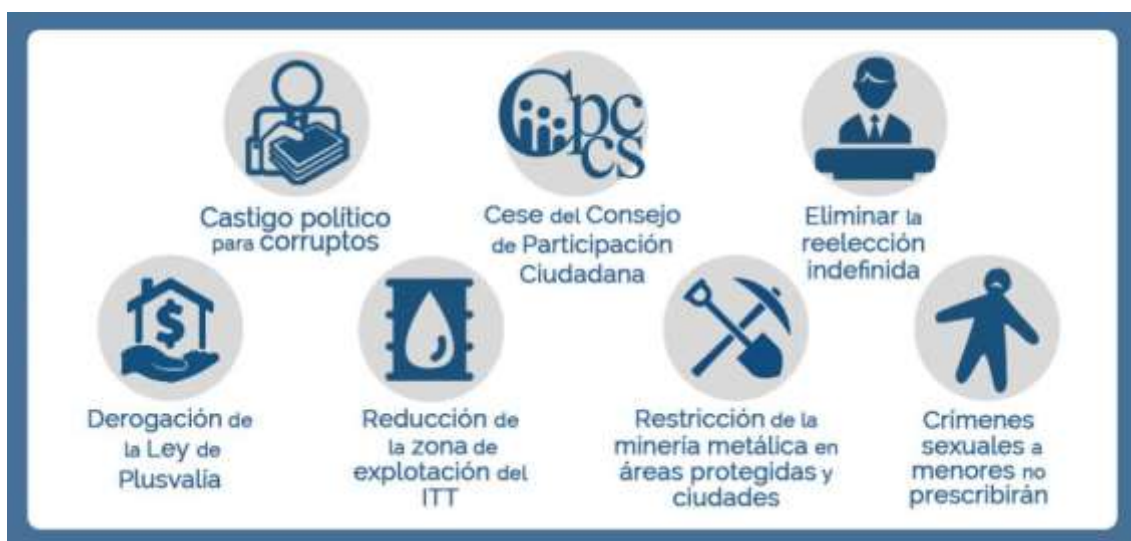 Cpc
cs
Castigo político
para corruptos
Cese del Consejo
de Participación
Ciudadana
Eliminar la
reelección
indefinida
$
Derogación de
la Ley de
Plusvalía
Reducción de
la zona de
explotación del
ITT
Restricción de la
minería metálica en
áreas protegidas y
ciudades
Crímenes
sexuales a
menores no
prescribirán